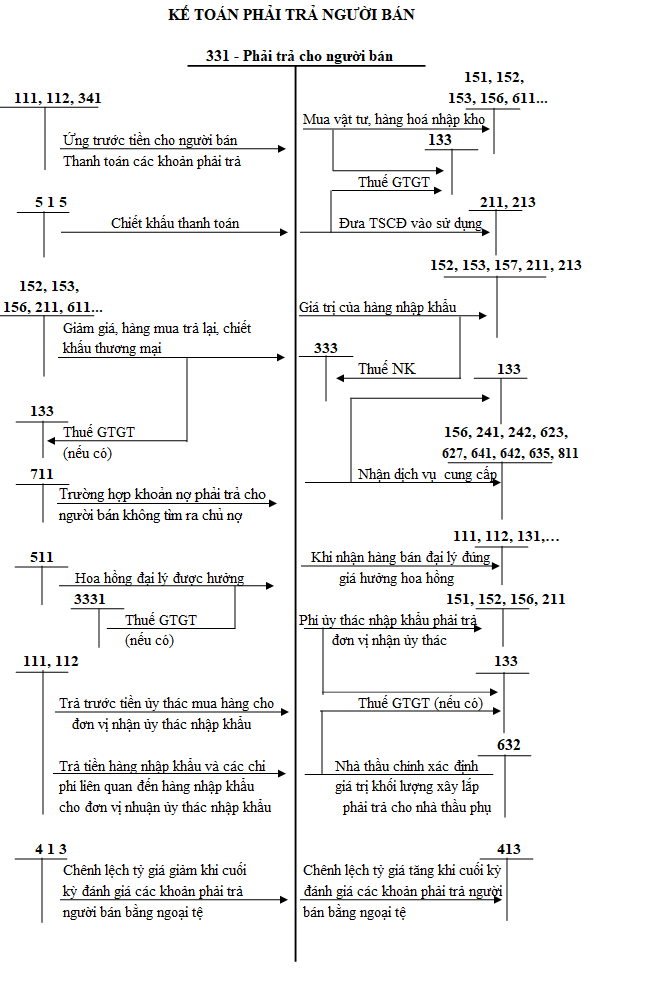 KẾ TOÁN PHẢI TRẢ NGƯỜI BÁN
331 - Phải trả cho người bán
111, 112, 341
Ứng trước tiền cho người bán
Thanh toán các khoản phải trả
5 1 5
Chiết khấu thanh toán
152, 153,
156, 211, 611...
Giảm giá, hàng mua trả lại, chiết
khấu thương mại
133
Thuế GTGT
(nếu có)
711
Trường hợp khoản nợ phải trả cho
người bán không tìm ra chủ nợ
511
Hoa hồng đại lý được hưởng
3331
Thuế GTGT
(nếu có)
111, 112
Trả trước tiền ủy thác mua hàng cho
đơn vị nhận ủy thác nhập khẩu
Trả tiền hàng nhập khẩu và các chi
phí liên quan đến hàng nhập khẩu
cho đơn vị nhuận ủy thác nhập khẩu
4 1 3
Chênh lệch tỷ giá giảm khi cuối
kỳ đánh giá các khoản phải trả
người bán bằng ngoại tệ
151, 152,
153, 156, 611...
Mua vật tư, hàng hoá nhập kho
133
Thuế GTGT
211, 213
Đưa TSCĐ vào sử dụng
152, 153, 157, 211, 213
Giá trị của hàng nhập khẩu
333
Thuế NK
133
156, 241, 242, 623,
627, 641, 642, 635, 811
Nhận dịch vụ cung cấp
111, 112, 131,...
Khi nhận hàng bán đại lý đúng
giá hưởng hoa hồng
151, 152, 156, 211
Phí ủy thác nhập khẩu phải trả
đơn vị nhận ủy thác
133
Thuế GTGT (nếu có)
632
Nhà thầu chính xác định
giá trị khối lượng xây lắp
phải trả cho nhà thầu phụ
413
Chênh lệch tỷ giá tăng khi cuối kỳ
đánh giá các khoản phải trả người
bán bằng ngoại tệ